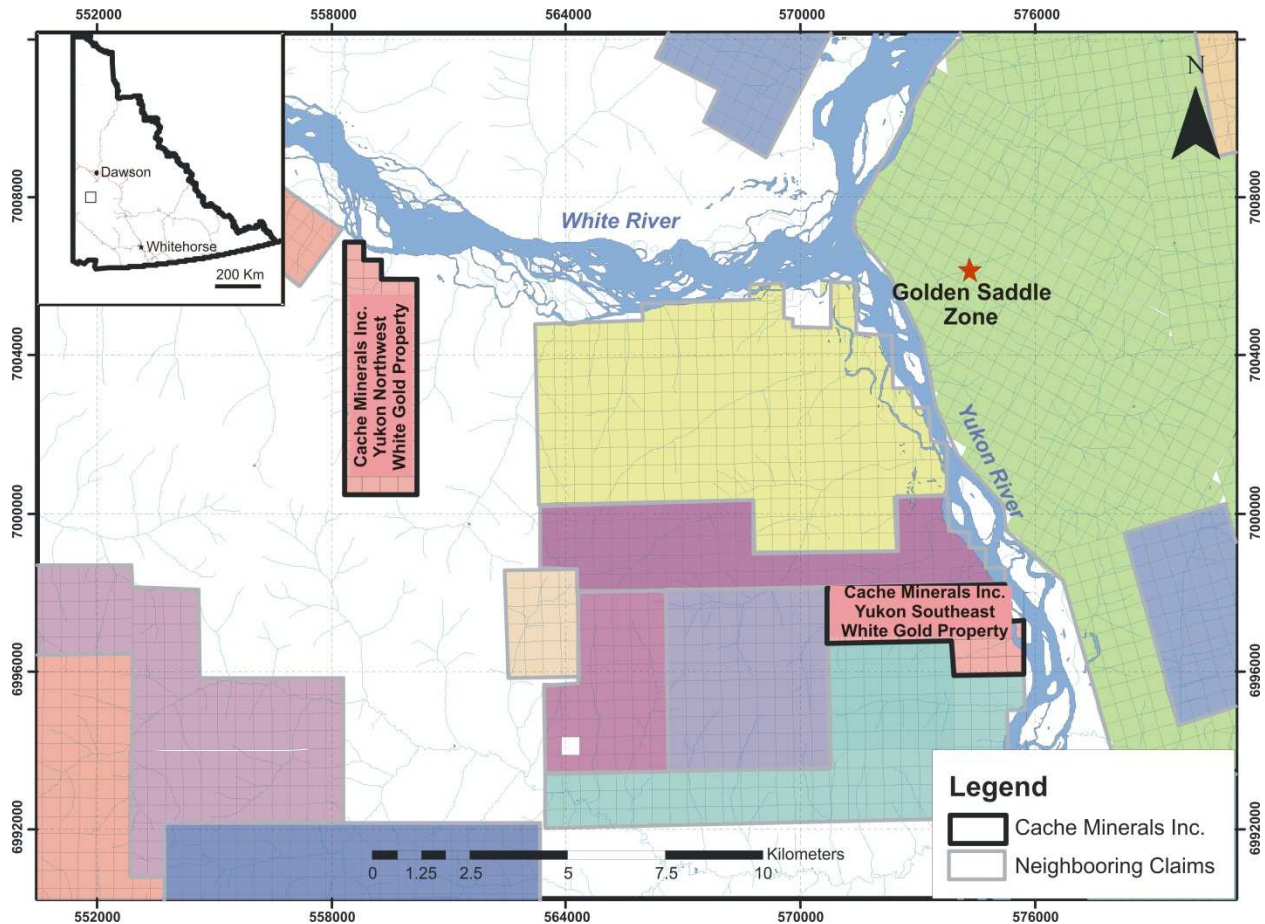 552000
558000
564000
570000
576000
N
Dawson
Whitehorse
200 Km
7008000
7004000
7000000
6996000
6992000
White River
Golden Saddle
Zone
Yukon River
Cache Minerals Inc.
Yukon Northwest
White Gold Property
Cache Minerals Inc.
Yukon Southeast
White Gold Property
7008000
7004000
7000000
6996000
6992000
Legend
Cache Minerals Inc.
Neighbooring Claims
Kilometers
0 1.25 2.5 5 7.5 10
552000
558000
564000
570000
576000